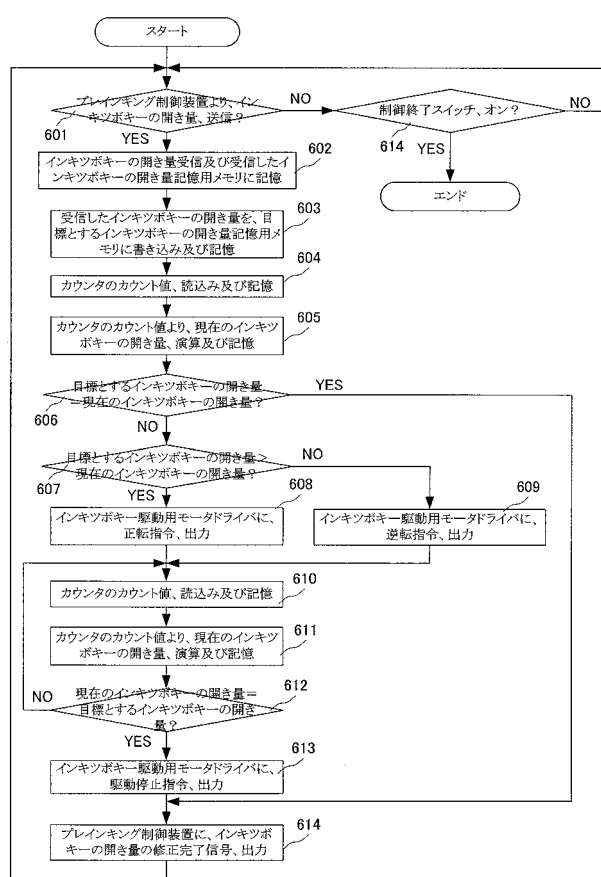 スタート
プレインキング制御装置より、イン
キツボキーの開き量、送信?
601
NO
YES
制御終了スイッチ、オン?
614
NO
YES
エンド
602
インキツボキーの開き量受信及び受信したイ
ンキツボキーの開き量記憶用メモリに記憶
603
受信したインキツボキーの開き量を、目
標とするインキツボキーの開き量記憶用メ
モリに書き込み及び記憶
604
カウンタのカウント値、読込み及び記憶
605
カウンタのカウント値より、現在のインキツ
ボキーの開き量、演算及び記憶
目標とするインキツボキーの開き量
=現在のインキツボキーの開き量?
606
YES
NO
目標とするインキツボキーの開き量>
現在のインキツボキーの開き量?
607
NO
YES
608
インキツボキー駆動用モータドライバに、
正転指令、出力
609
インキツボキー駆動用モータドライバに、
逆転指令、出力
カウンタのカウント値、読込み及び記憶
610
カウンタのカウント値より、現在のインキツ
ボキーの開き量、演算及び記憶
611
現在のインキツボキーの開き量=
目標とするインキツボキーの開き
量?
612
NO
YES
613
インキツボキー駆動用モータドライバに、
駆動停止指令、出力
614
プレインキング制御装置に、インキツボ
キーの開き量の修正完了信号、出力